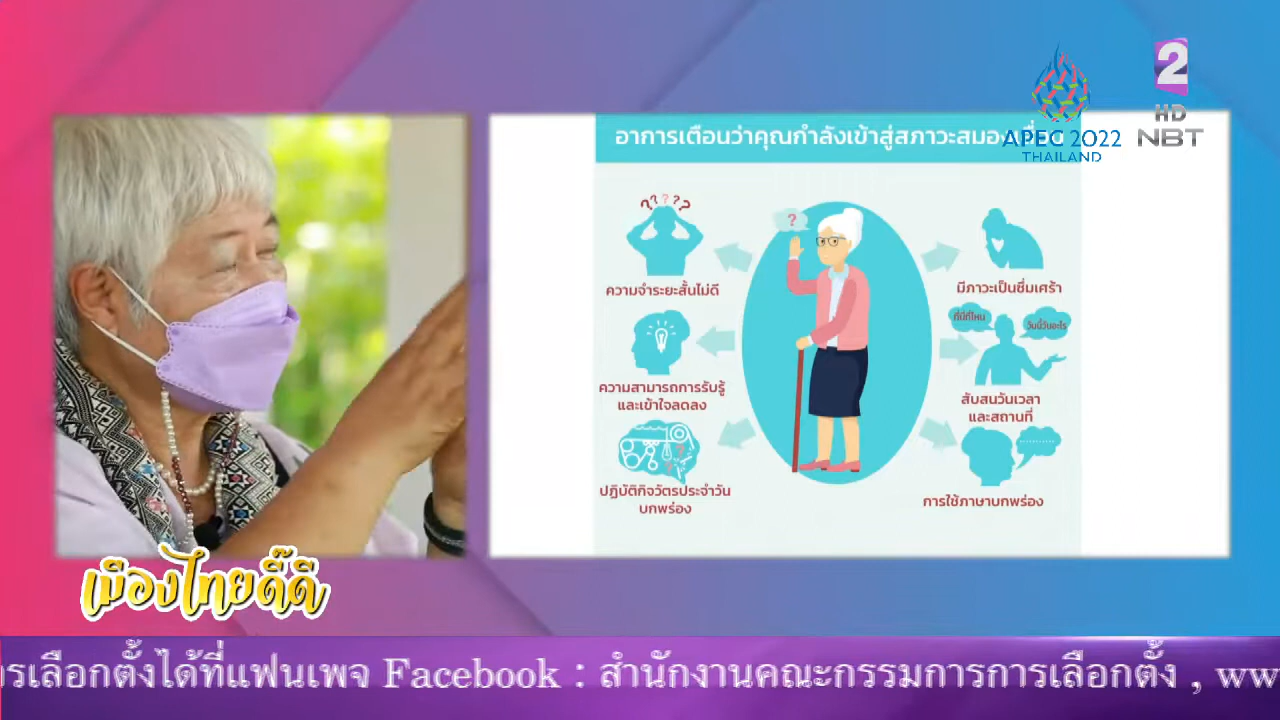 2
HD
NBT
APEC 2022
THAILAND
อาการเตือนว่าคุณกำลังเข้าสู่สภาวะสมอง
????
?
ความจำระยะสั้นไม่ดี
มีภาวะเป็นซึมเศร้า
ที่นี่ที่ไหน
วันนี้วันอะไร
ความสามารถการรับรู้
และเข้าใจลดลง
สับสนวันเวลา
และสถานที่
ปฏิบัติกิจวัตรประจำวัน
บกพร่อง
การใช้ภาษาบกพร่อง
เมืองไทยดี๊ดี
รเลือกตั้งได้ที่แฟนเพจ Facebook : สำนักงานคณะกรรมการการเลือกตั้ง , ww